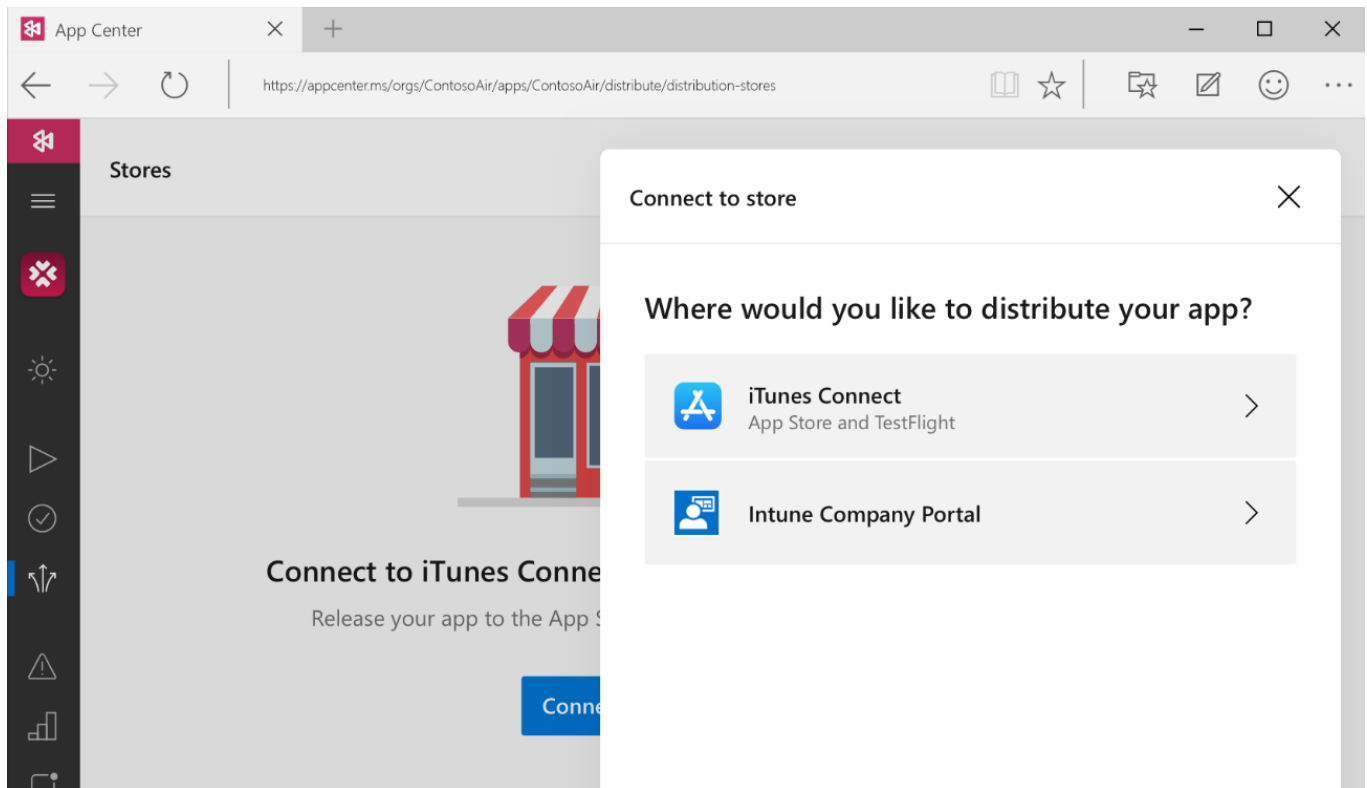 App Center
https://appcenter.ms/orgs/ContosoAir/apps/ContosoAir/distribute/distribution-stores
Stores
Connect to store
Where would you like to distribute your app?
iTunes Connect
App Store and TestFlight
Intune Company Portal
Connect to iTunes Conne
Release your app to the App S
Conne